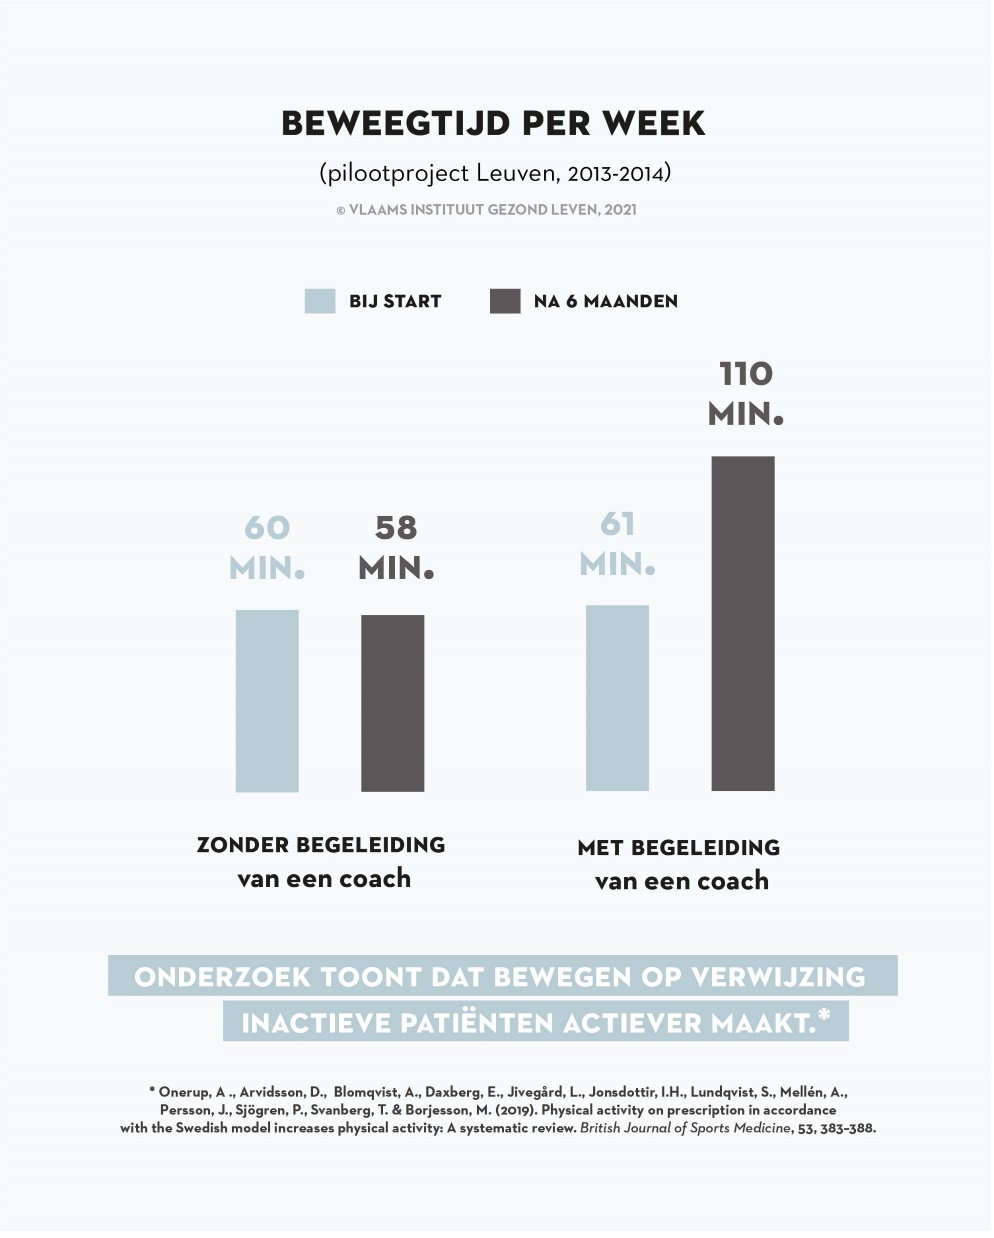 BEWEEGTIJD PER WEEK
(pilootproject Leuven, 2013-2014)
© VLAAMS INSTITUUT GEZOND LEVEN, 2021
BIJ START
NA 6 MAANDEN
60
MIN.
58
MIN.
61
MIN.
110
MIN.
ZONDER BEGELEIDING
van een coach
MET BEGELEIDING
van een coach
ONDERZOEK TOONT DAT BEWEGEN OP VERWIJZING
INACTIEVE PATIËNTEN ACTIEVER MAAKT.*
* Onerup, A ., Arvidsson, D., Blomqvist, A., Daxberg, E., Jivegård, L., Jonsdottir, I.H., Lundqvist, S., Mellén, A.,
Persson, J., Sjögren, P., Svanberg, T. & Borjesson, M. (2019). Physical activity on prescription in accordance
with the Swedish model increases physical activity: A systematic review. British Journal of Sports Medicine, 53, 383–388.